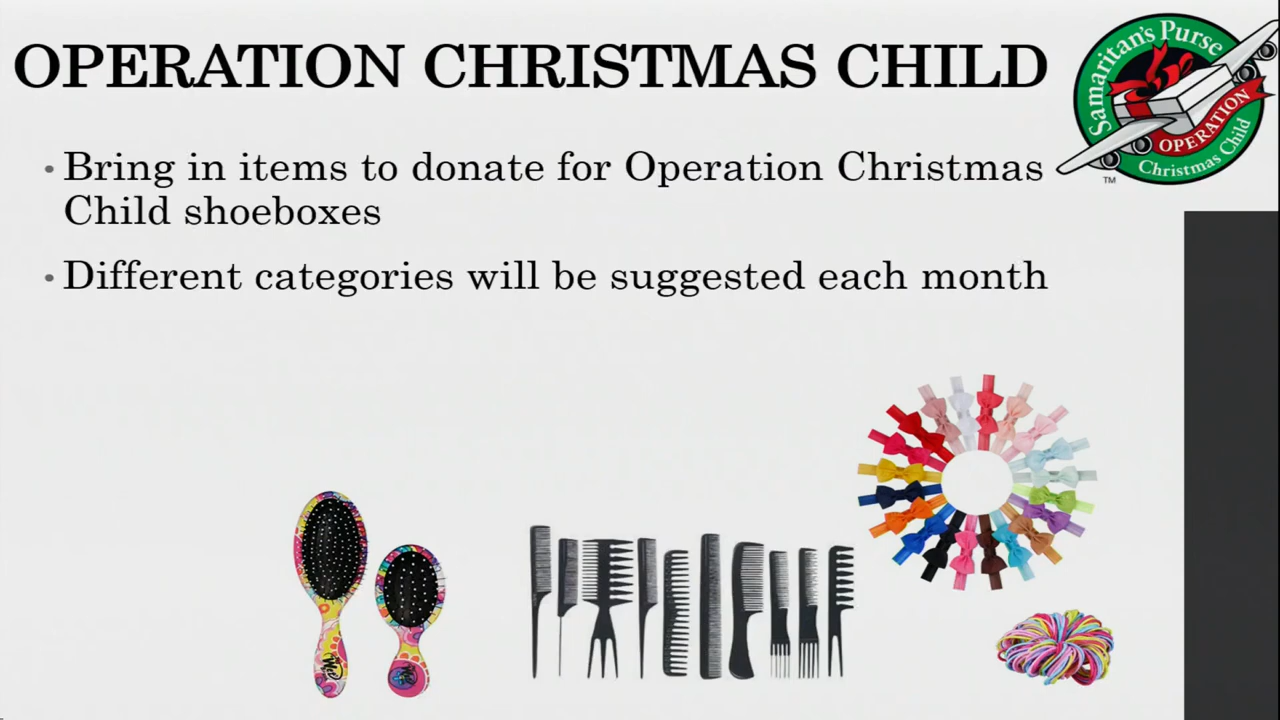 OPERATION CHRISTMAS CHILD
Samaritan's Purse
OPERATION
Christmas Child
TM
• Bring in items to donate for Operation Christmas
Child shoeboxes
• Different categories will be suggested each month